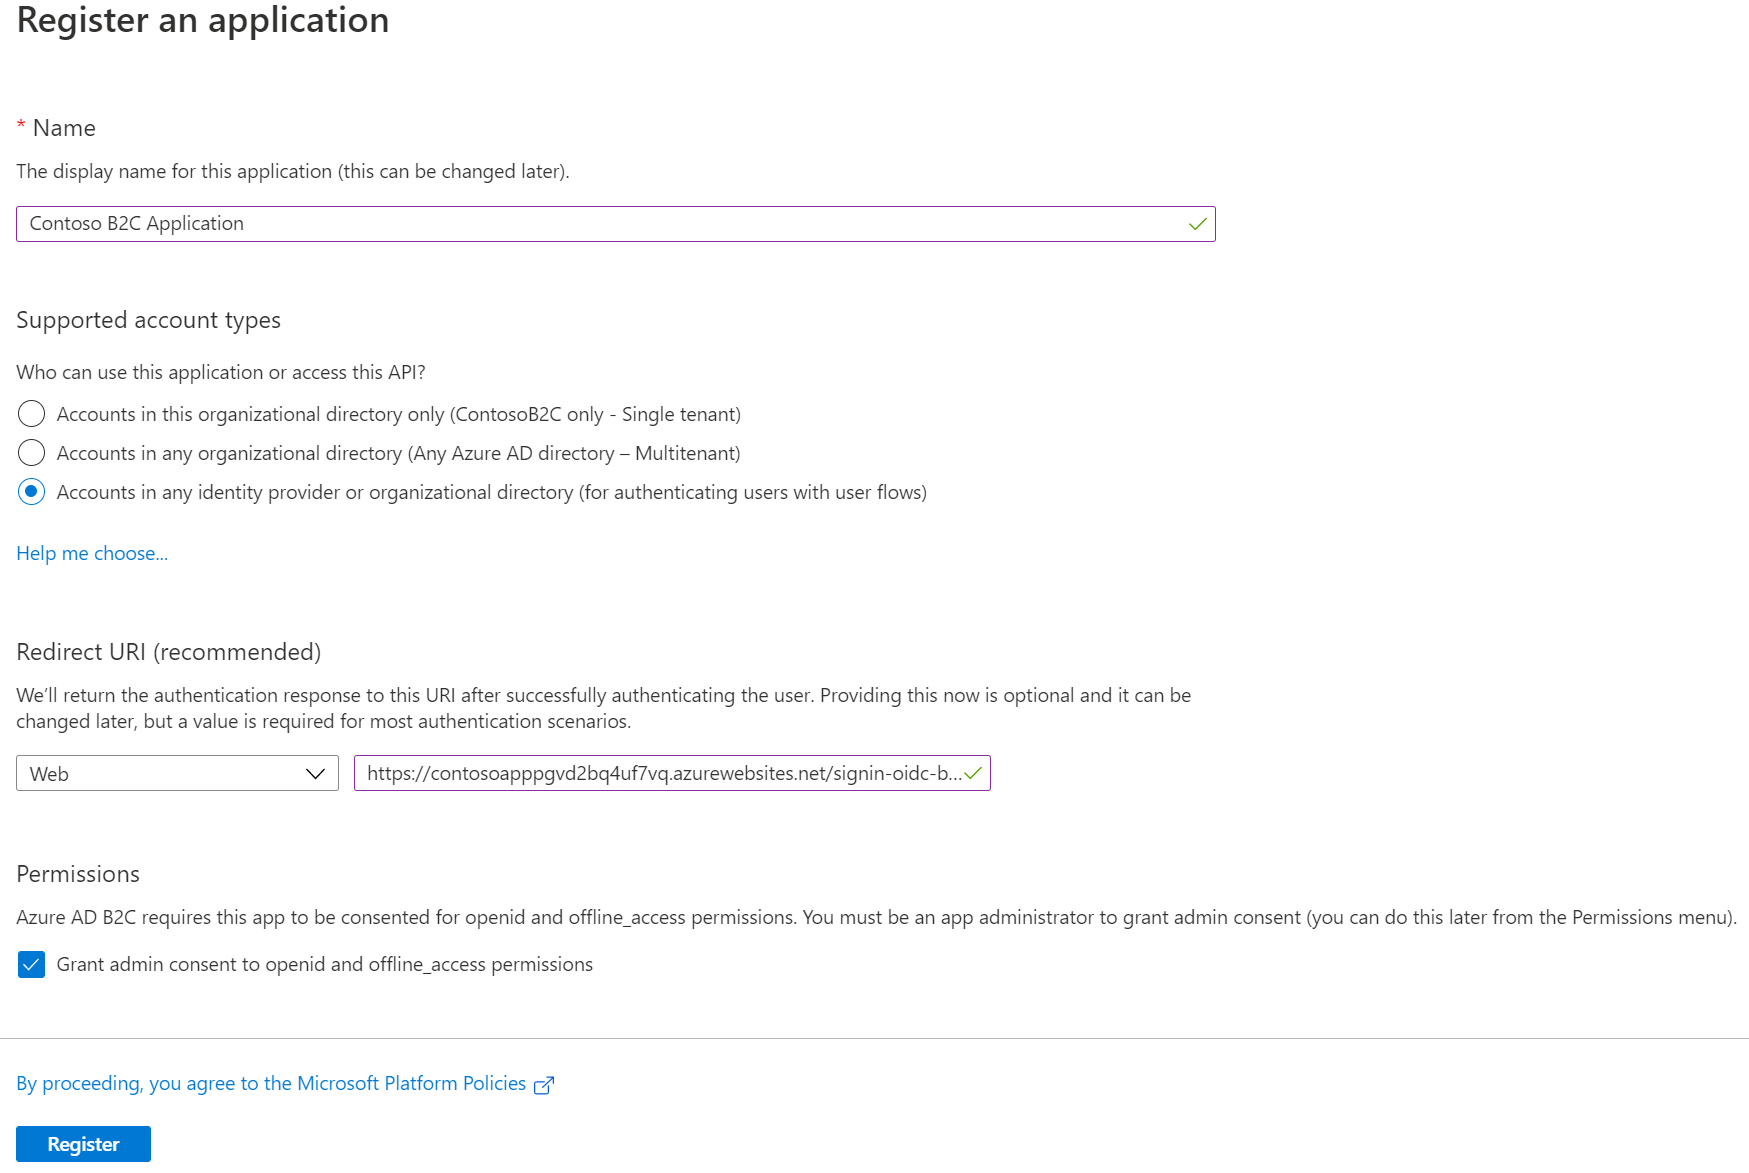 Register an application
* Name
The display name for this application (this can be changed later).
Contoso B2C Application
Supported account types
Who can use this application or access this API?
Accounts in this organizational directory only (ContosoB2C only - Single tenant)
Accounts in any organizational directory (Any Azure AD directory – Multitenant)
Accounts in any identity provider or organizational directory (for authenticating users with user flows)
Help me choose...
Redirect URI (recommended)
We’ll return the authentication response to this URI after successfully authenticating the user. Providing this now is optional and it can be
changed later, but a value is required for most authentication scenarios.
Web https://contosoapppgvd2bq4uf7vq.azurewebsites.net/signin-oidc-b...
Permissions
Azure AD B2C requires this app to be consented for openid and offline_access permissions. You must be an app administrator to grant admin consent (you can do this later from the Permissions menu).
Grant admin consent to openid and offline_access permissions
By proceeding, you agree to the Microsoft Platform Policies
Register